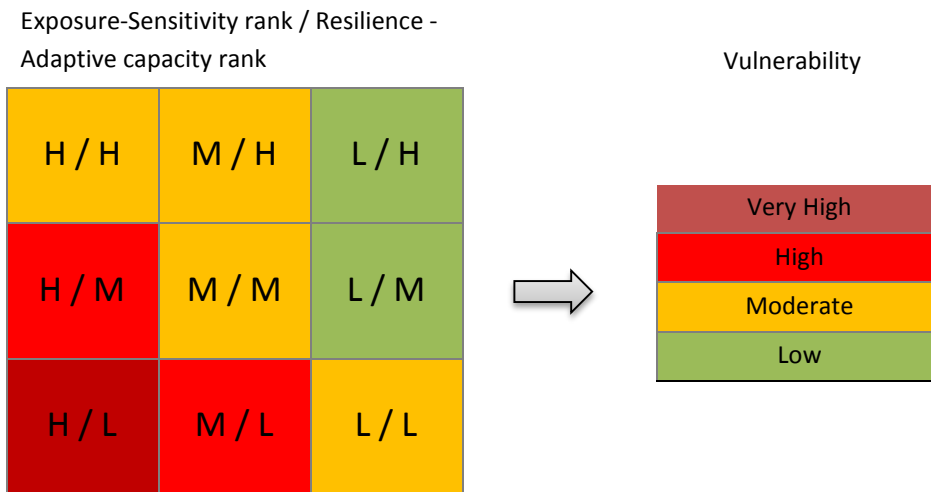 Exposure-Sensitivity rank / Resilience -
Adaptive capacity rank
Vulnerability
H / H
M / H
L / H
H / M
M / M
L / M
H / L
M / L
L / L
Very High
High
Moderate
Low